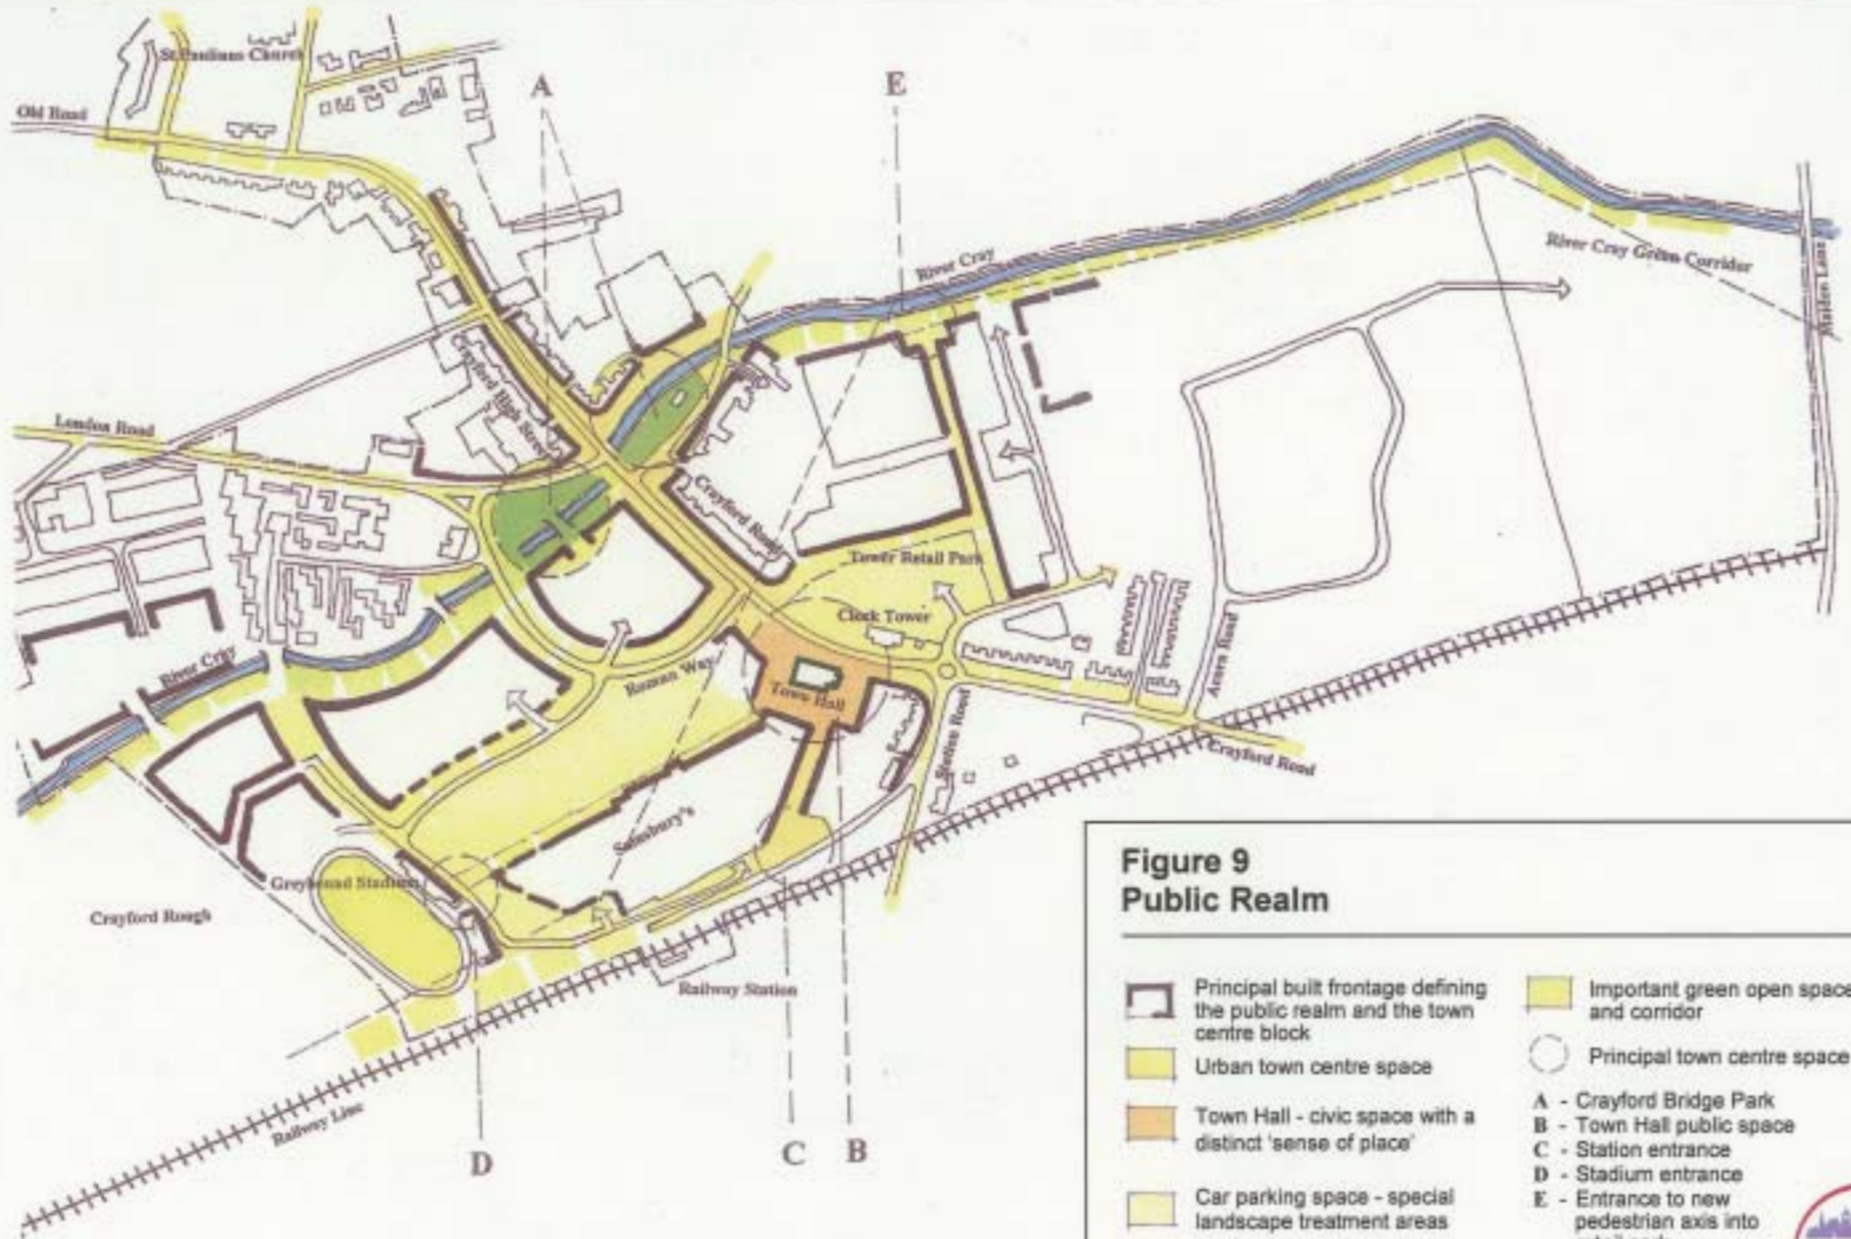 St Paulinus Church
A
E
Old Road
River Cray
River Cray Green Corridor
Maiden Lane
Crayford High Street
London Road
Crayford Road
Tower Retail Park
Clock Tower
River Cray
Roman Way
Town Hall
Arena Road
Station Road
Crayford Road
Sainsbury's
Greyhound Stadium
Crayford Rough
Railway Station
Railway Line
D
C
B
Figure 9
Public Realm
Principal built frontage defining
the public realm and the town
centre block
Urban town centre space
Town Hall - civic space with a
distinct 'sense of place'
Car parking space - special
landscape treatment areas
Important green open space
and corridor
Principal town centre space
A - Crayford Bridge Park
B - Town Hall public space
C - Station entrance
D - Stadium entrance
E - Entrance to new
pedestrian axis into